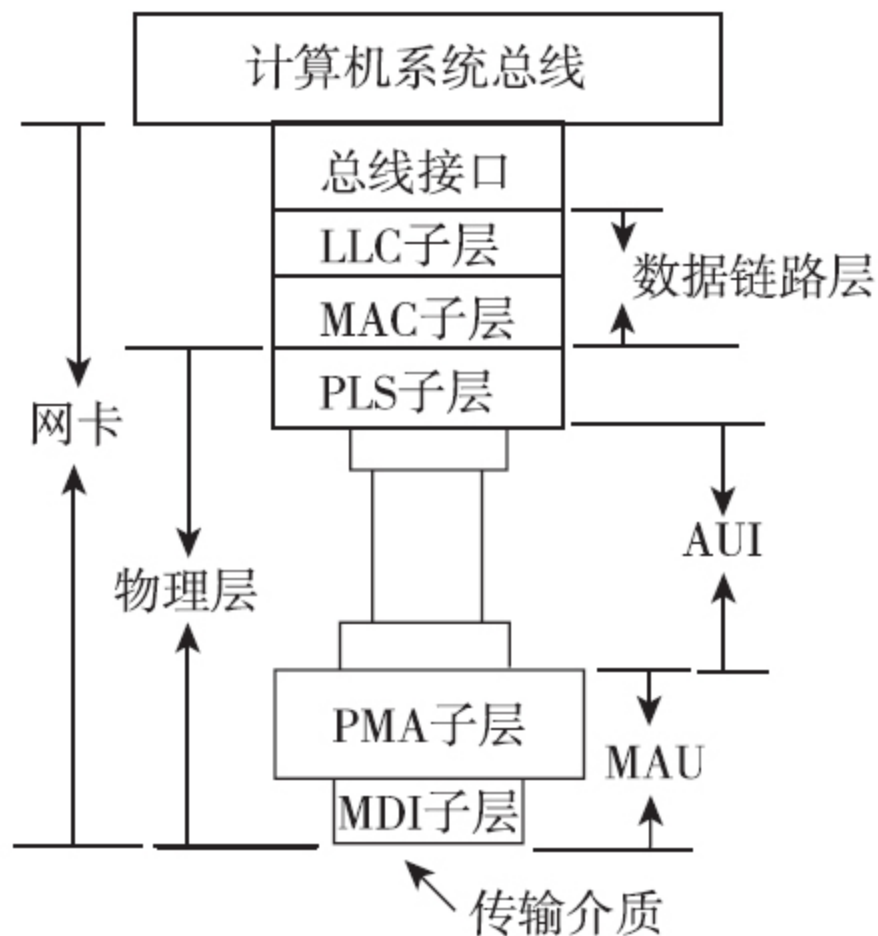 计算机系统总线
总线接口
LLC子层
数据链路层
MAC子层
PLS子层
网卡
AUI
物理层
PMA子层
MAU
MDI子层
传输介质